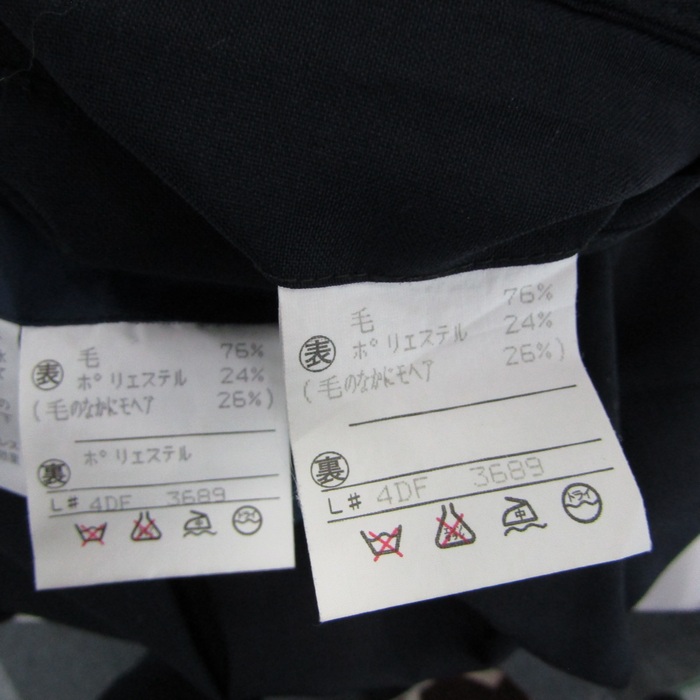 表 毛 76%
ポリエステル 24%
(毛のなかにモヘア 26%)
裏 ポリエステル
L# 4DF 3689
表 毛 76%
ポリエステル 24%
(毛のなかにモヘア 26%)
裏
L# 4DF 3689
中 ドライ